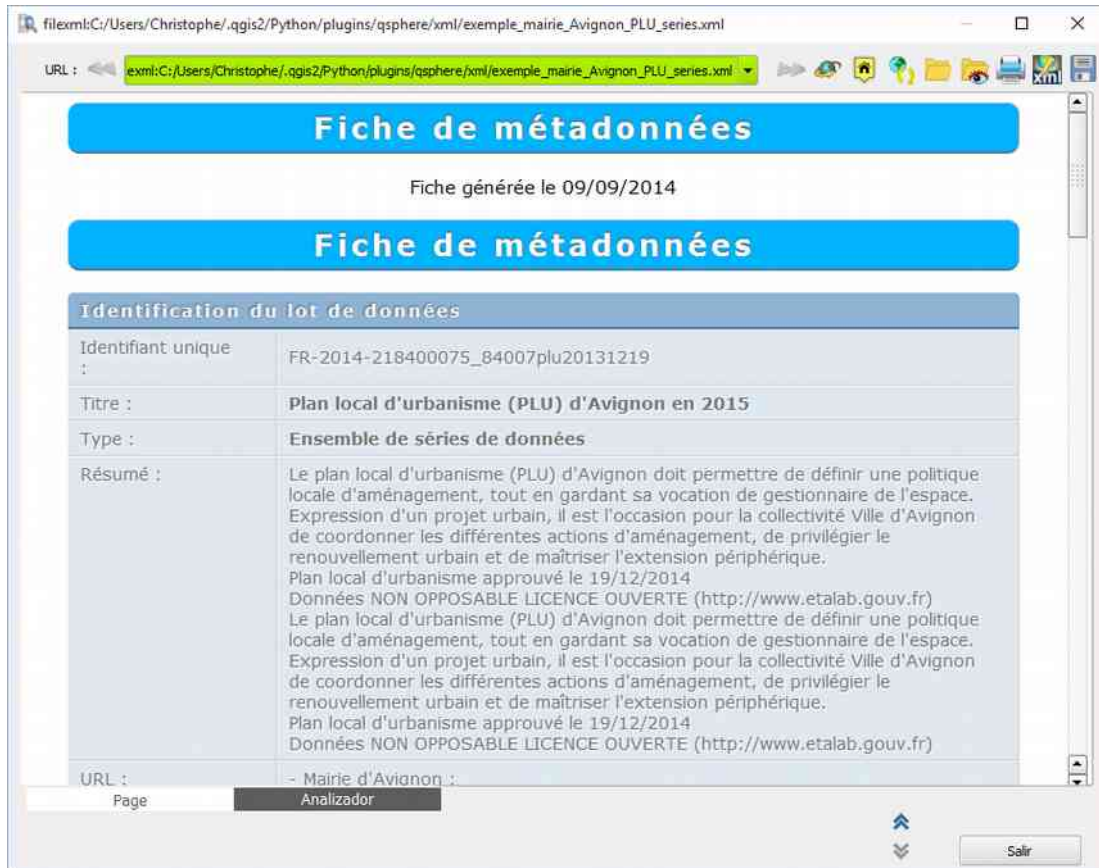 filexml:C:/Users/Christophe/.qgis2/Python/plugins/qsphere/xml/exemple_mairie_Avignon_PLU_series.xml
URL : exml:C:/Users/Christophe/.qgis2/Python/plugins/qsphere/xml/exemple_mairie_Avignon_PLU_series.xml
xml
Fiche de métadonnées
Fiche générée le 09/09/2014
Fiche de métadonnées
Identification du lot de données
Identifiant unique : FR-2014-218400075_84007plu20131219
Titre : Plan local d'urbanisme (PLU) d'Avignon en 2015
Type : Ensemble de séries de données
Résumé : Le plan local d'urbanisme (PLU) d'Avignon doit permettre de définir une politique
locale d'aménagement, tout en gardant sa vocation de gestionnaire de l'espace.
Expression d'un projet urbain, il est l'occasion pour la collectivité Ville d'Avignon
de coordonner les différentes actions d'aménagement, de privilégier le
renouvellement urbain et de maîtriser l'extension périphérique.
Plan local d'urbanisme approuvé le 19/12/2014
Données NON OPPOSABLE LICENCE OUVERTE (http://www.etalab.gouv.fr)
Le plan local d'urbanisme (PLU) d'Avignon doit permettre de définir une politique
locale d'aménagement, tout en gardant sa vocation de gestionnaire de l'espace.
Expression d'un projet urbain, il est l'occasion pour la collectivité Ville d'Avignon
de coordonner les différentes actions d'aménagement, de privilégier le
renouvellement urbain et de maîtriser l'extension périphérique.
Plan local d'urbanisme approuvé le 19/12/2014
Données NON OPPOSABLE LICENCE OUVERTE (http://www.etalab.gouv.fr)
URL : - Mairie d'Avignon :
Page Analizador
Salir